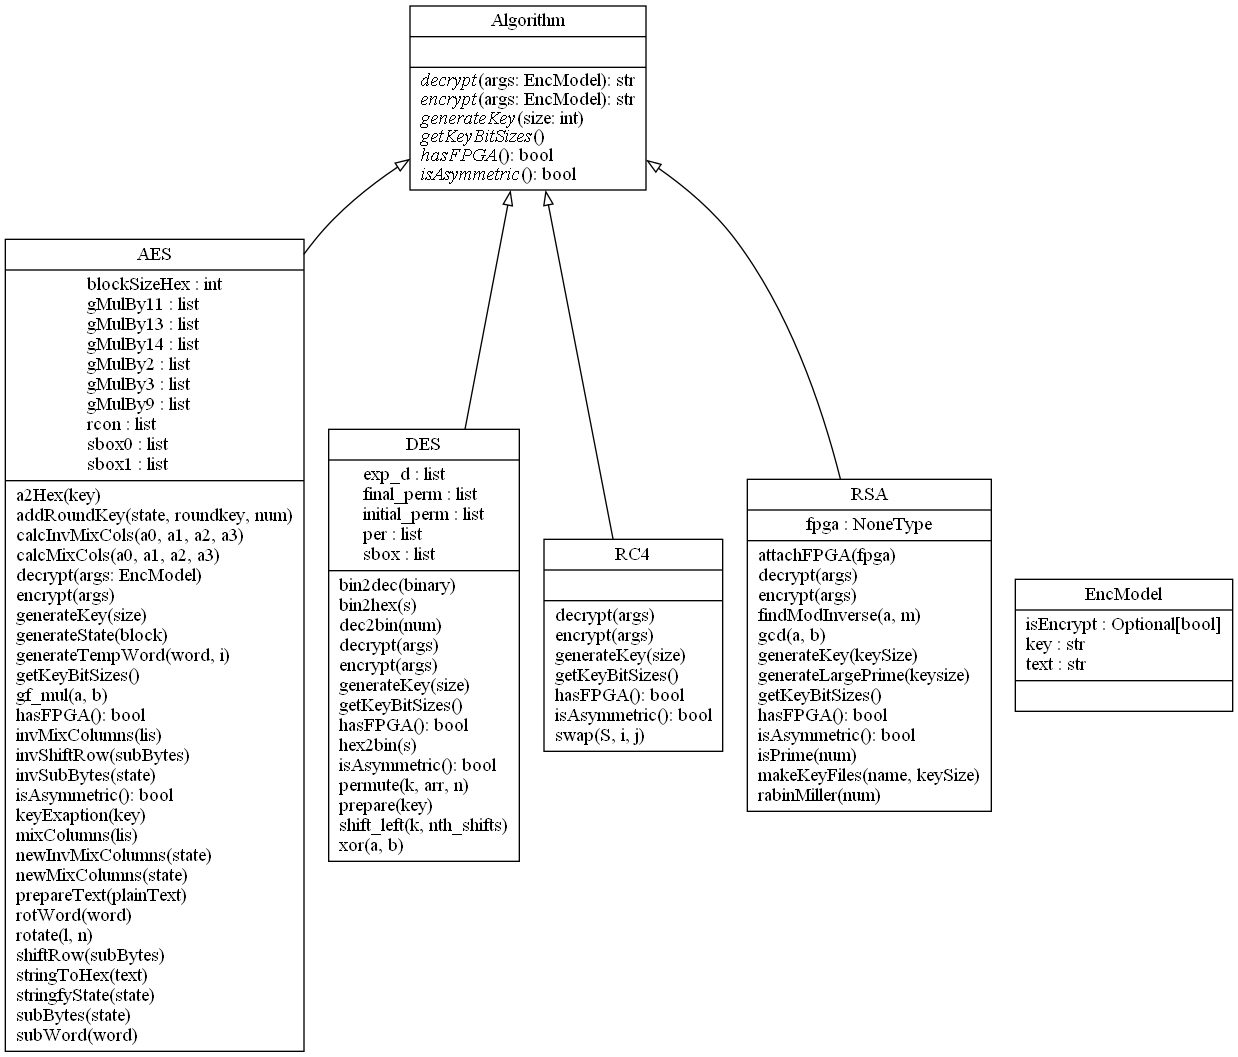 Algorithm
decrypt(args: EncModel): str
encrypt(args: EncModel): str
generateKey(size: int)
getKeyBitSizes()
hasFPGA(): bool
isAsymmetric(): bool
AES
blockSizeHex : int
gMulBy11 : list
gMulBy13 : list
gMulBy14 : list
gMulBy2 : list
gMulBy3 : list
gMulBy9 : list
rcon : list
sbox0 : list
sbox1 : list
a2Hex(key)
addRoundKey(state, roundkey, num)
calcInvMixCols(a0, a1, a2, a3)
calcMixCols(a0, a1, a2, a3)
decrypt(args: EncModel)
encrypt(args)
generateKey(size)
generateState(block)
generateTempWord(word, i)
getKeyBitSizes()
gf_mul(a, b)
hasFPGA(): bool
invMixColumns(lis)
invShiftRow(subBytes)
invSubBytes(state)
isAsymmetric(): bool
keyExaption(key)
mixColumns(lis)
newInvMixColumns(state)
newMixColumns(state)
prepareText(plainText)
rotWord(word)
rotate(l, n)
shiftRow(subBytes)
stringToHex(text)
stringfyState(state)
subBytes(state)
subWord(word)
DES
exp_d : list
final_perm : list
initial_perm : list
per : list
sbox : list
bin2dec(binary)
bin2hex(s)
dec2bin(num)
decrypt(args)
encrypt(args)
generateKey(size)
getKeyBitSizes()
hasFPGA(): bool
hex2bin(s)
isAsymmetric(): bool
permute(k, arr, n)
prepare(key)
shift_left(k, nth_shifts)
xor(a, b)
RC4
decrypt(args)
encrypt(args)
generateKey(size)
getKeyBitSizes()
hasFPGA(): bool
isAsymmetric(): bool
swap(S, i, j)
RSA
fpga : NoneType
attachFPGA(fpga)
decrypt(args)
encrypt(args)
findModInverse(a, m)
gcd(a, b)
generateKey(keySize)
generateLargePrime(keysize)
getKeyBitSizes()
hasFPGA(): bool
isAsymmetric(): bool
isPrime(num)
makeKeyFiles(name, keySize)
rabinMiller(num)
EncModel
isEncrypt : Optional[bool]
key : str
text : str